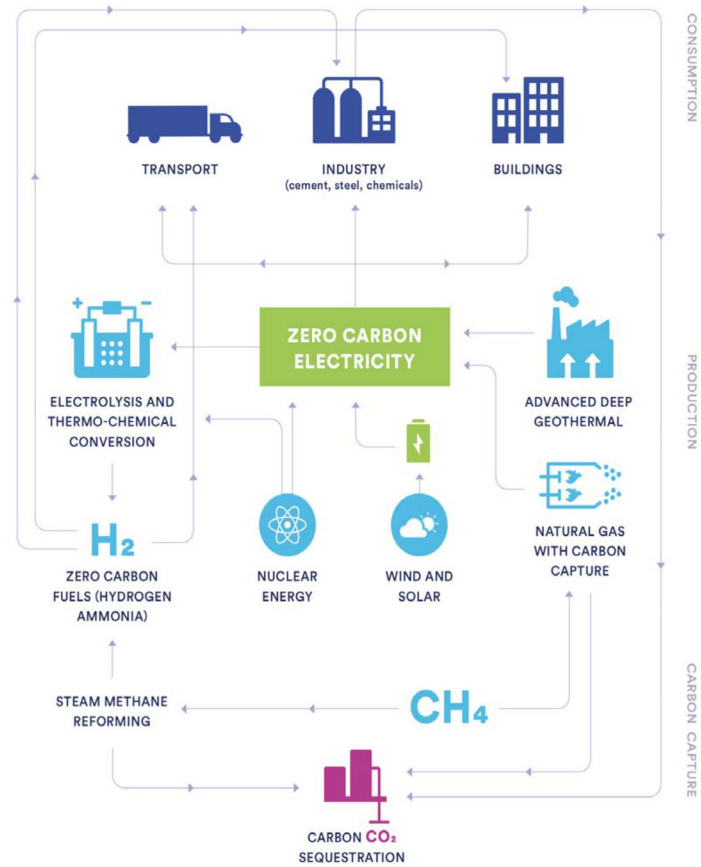 CONSUMPTION
TRANSPORT
INDUSTRY
(cement, steel, chemicals)
BUILDINGS
+ −
ZERO CARBON
ELECTRICITY
ELECTROLYSIS AND
THERMO-CHEMICAL
CONVERSION
ADVANCED DEEP
GEOTHERMAL
PRODUCTION
H₂
ZERO CARBON
FUELS (HYDROGEN
AMMONIA)
NUCLEAR
ENERGY
WIND AND
SOLAR
NATURAL GAS
WITH CARBON
CAPTURE
STEAM METHANE
REFORMING
CH₄
CARBON CAPTURE
CARBON CO₂
SEQUESTRATION